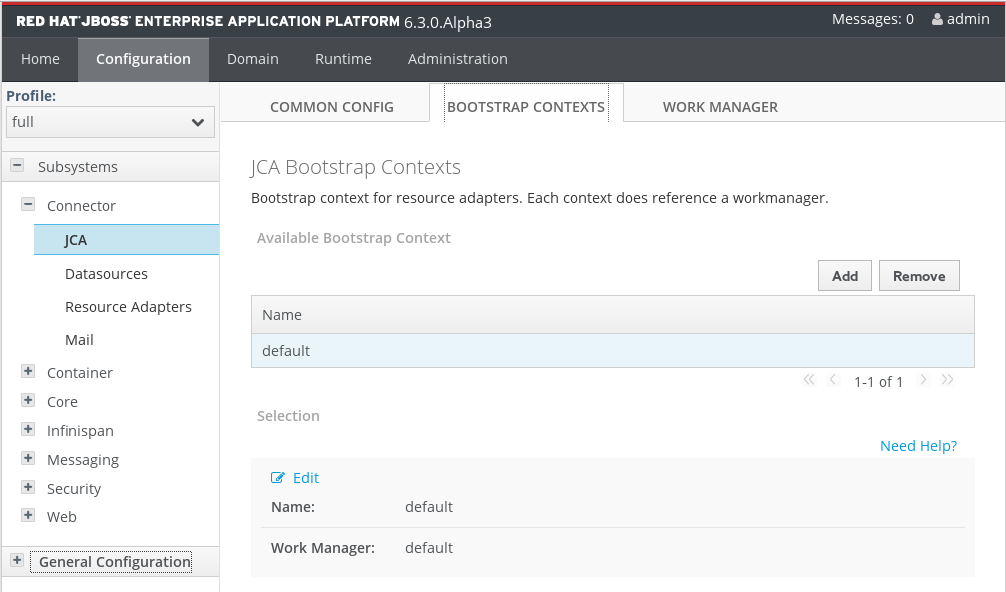 RED HAT® JBOSS® ENTERPRISE APPLICATION PLATFORM 6.3.0.Alpha3
Messages: 0 admin
Home Configuration Domain Runtime Administration
Profile:
full
Subsystems
Connector
JCA
Datasources
Resource Adapters
Mail
Container
Core
Infinispan
Messaging
Security
Web
General Configuration
COMMON CONFIG BOOTSTRAP CONTEXTS WORK MANAGER
JCA Bootstrap Contexts
Bootstrap context for resource adapters. Each context does reference a workmanager.
Available Bootstrap Context
Add Remove
Name
default
1-1 of 1
Selection
Need Help?
Edit
Name: default
Work Manager: default